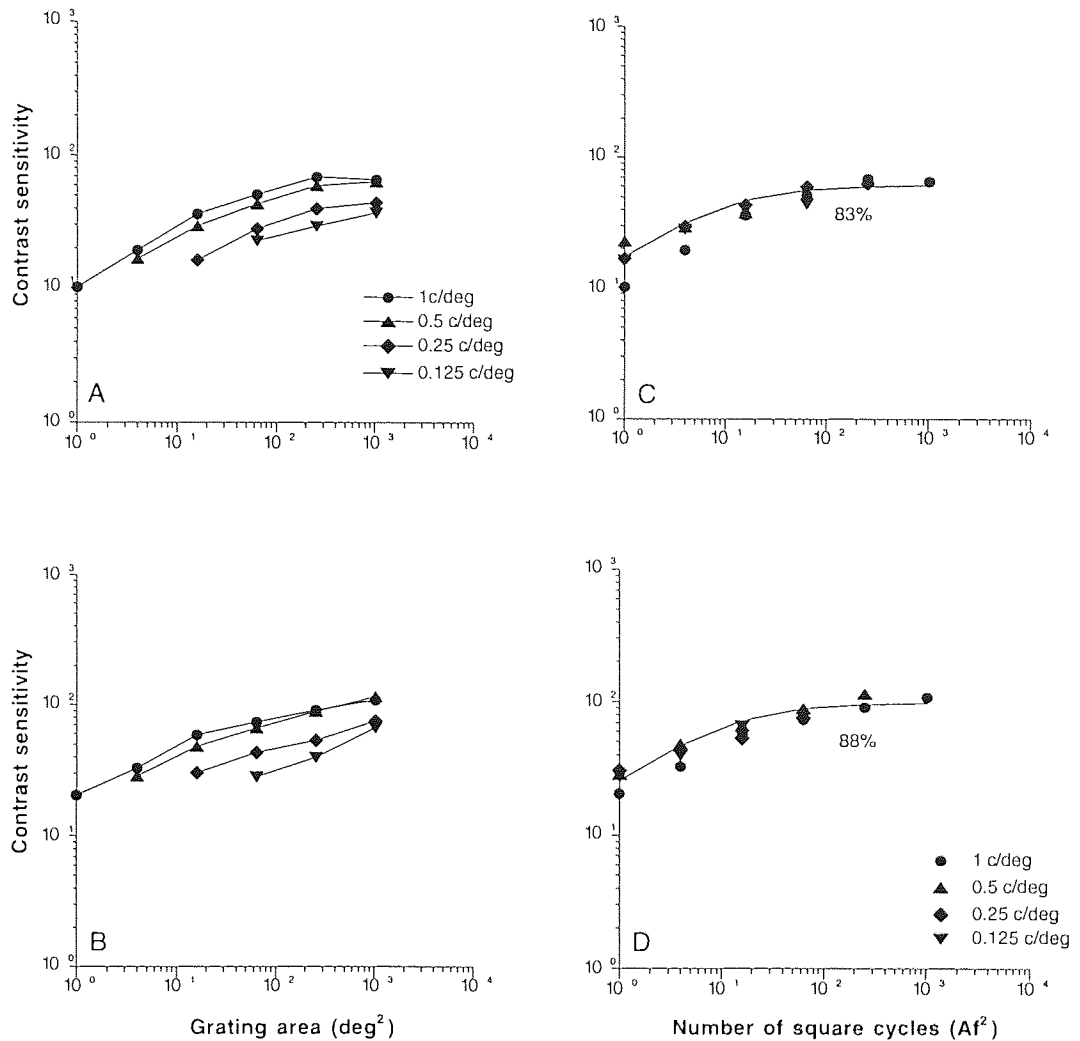 Contrast sensitivity
10³
10²
10¹
10⁰
A
1c/deg
0.5 c/deg
0.25 c/deg
0.125 c/deg
10⁰ 10¹ 10² 10³ 10⁴
10³
10²
10¹
10⁰
C
83%
10⁰ 10¹ 10² 10³ 10⁴
Contrast sensitivity
10³
10²
10¹
10⁰
B
10⁰ 10¹ 10² 10³ 10⁴
Grating area (deg²)
10³
10²
10¹
10⁰
D
88%
1 c/deg
0.5 c/deg
0.25 c/deg
0.125 c/deg
10⁰ 10¹ 10² 10³ 10⁴
Number of square cycles (Af²)